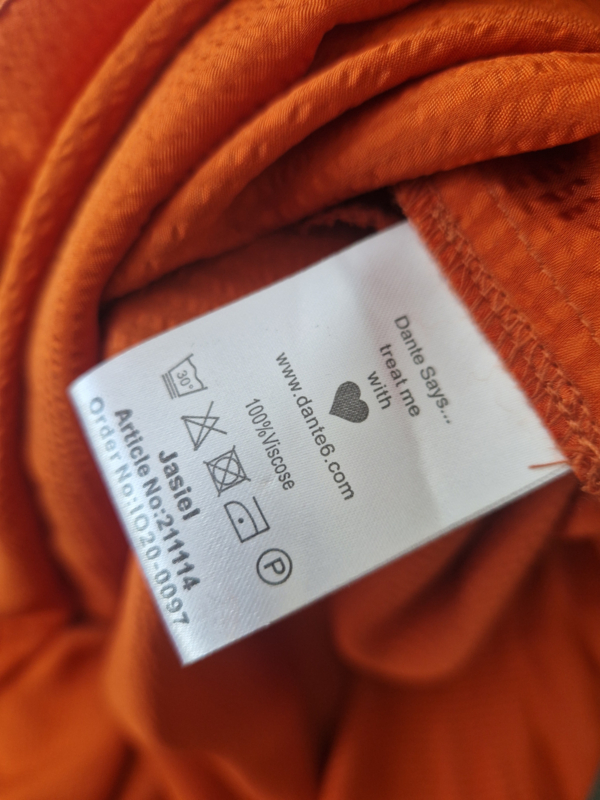 Dante Says...
treat me
with
www.dante6.com
100%Viscose
30°
P
Jasiel
Article No:211114
Order No:IO20-0097